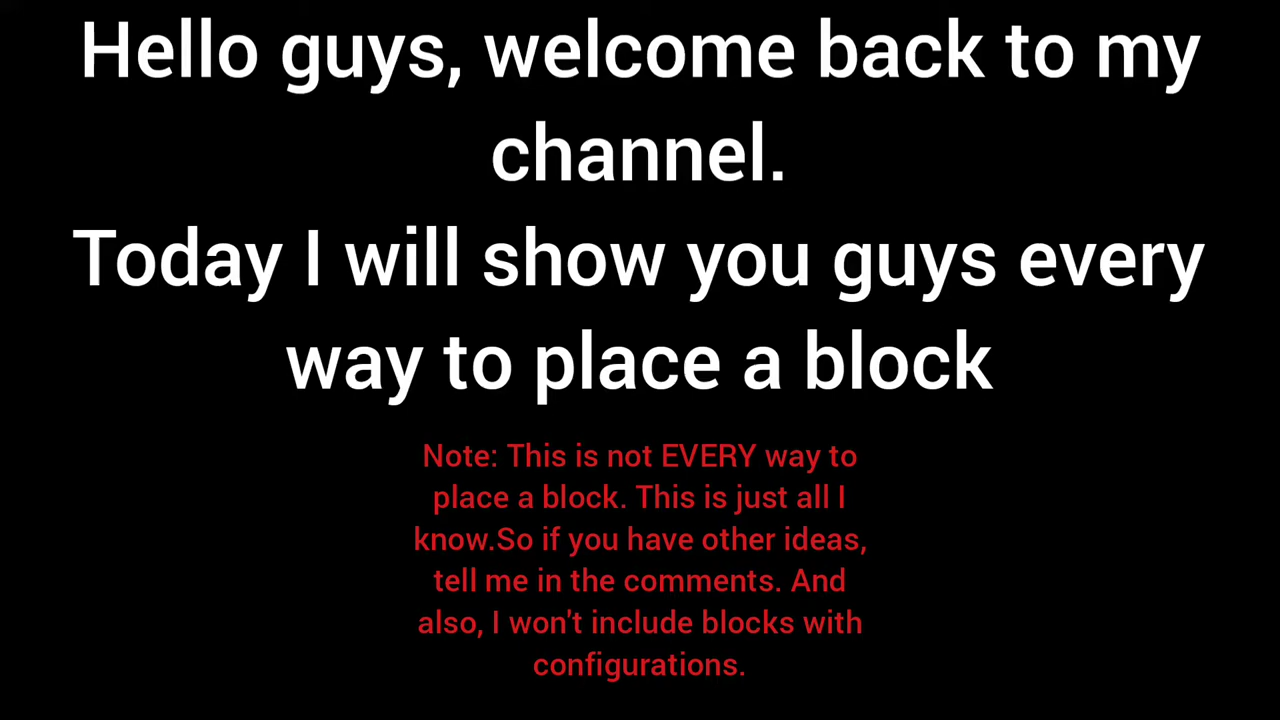 Hello guys, welcome back to my
channel.
Today I will show you guys every
way to place a block
Note: This is not EVERY way to
place a block. This is just all I
know.So if you have other ideas,
tell me in the comments. And
also, I won't include blocks with
configurations.